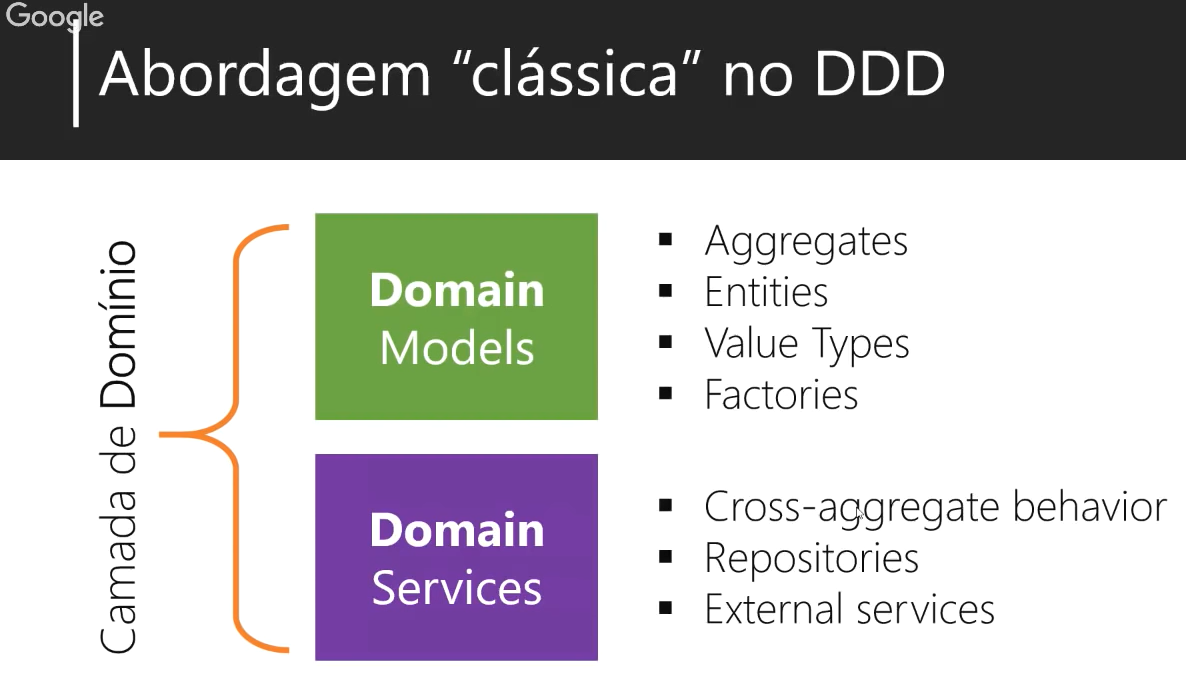 Google
Abordagem “clássica” no DDD
Camada de Domínio
Domain
Models
▪ Aggregates
▪ Entities
▪ Value Types
▪ Factories
Domain
Services
▪ Cross-aggregate behavior
▪ Repositories
▪ External services